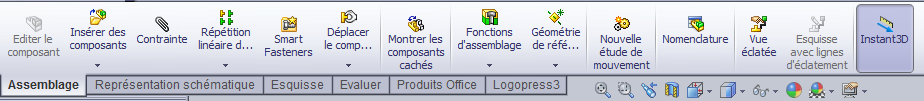 Editer le
composant
Insérer des
composants
Contrainte
Répétition
linéaire d...
Smart
Fasteners
Déplacer
le comp...
Montrer les
composants
cachés
Fonctions
d'assemblage
Géométrie
de réfé...
Nouvelle
étude de
mouvement
Nomenclature
Vue
éclatée
Esquisse
avec lignes
d'éclatement
Instant3D
Assemblage
Représentation schématique
Esquisse
Evaluer
Produits Office
Logopress3